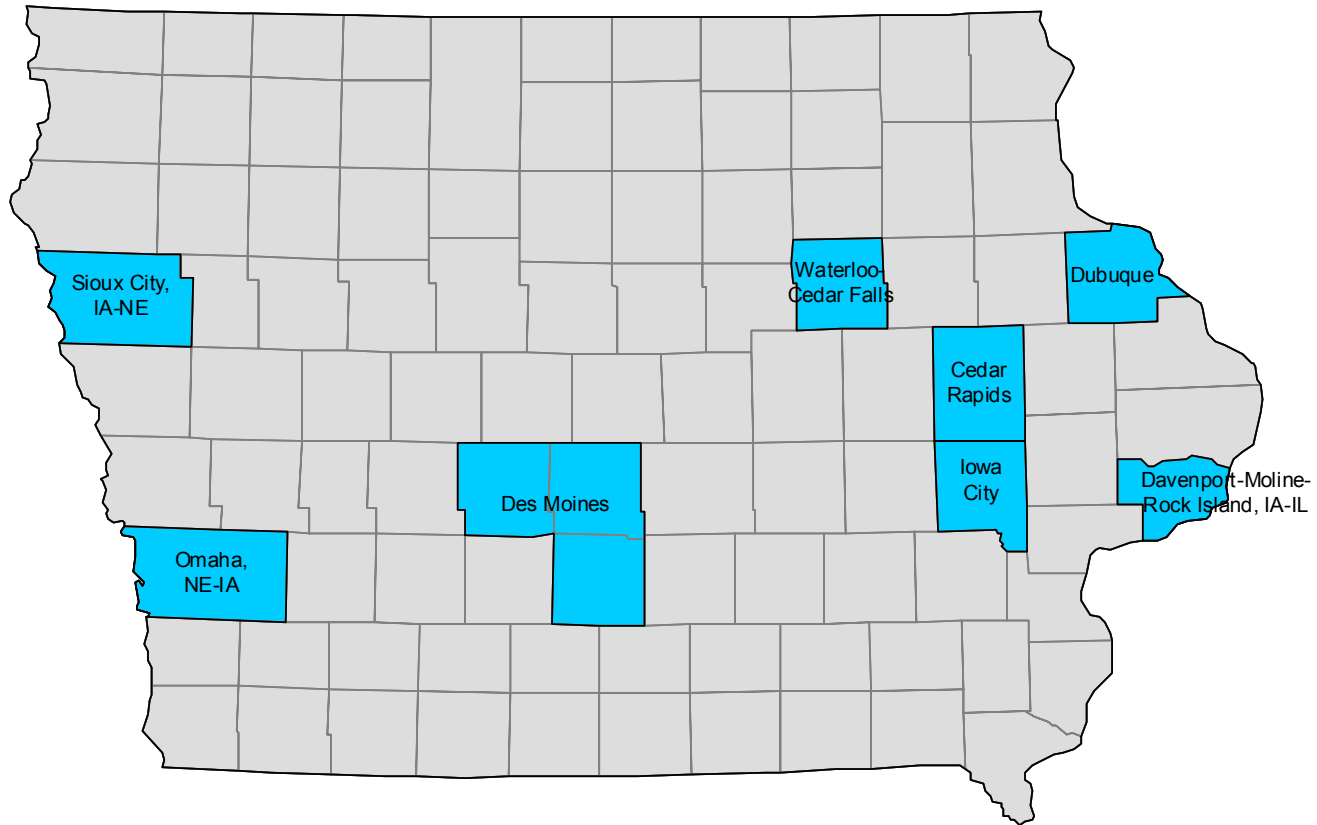 Sioux City,
IA-NE
Waterloo-
Cedar Falls
Dubuque
Cedar
Rapids
Iowa
City
Davenport-Moline-
Rock Island, IA-IL
Des Moines
Omaha,
NE-IA